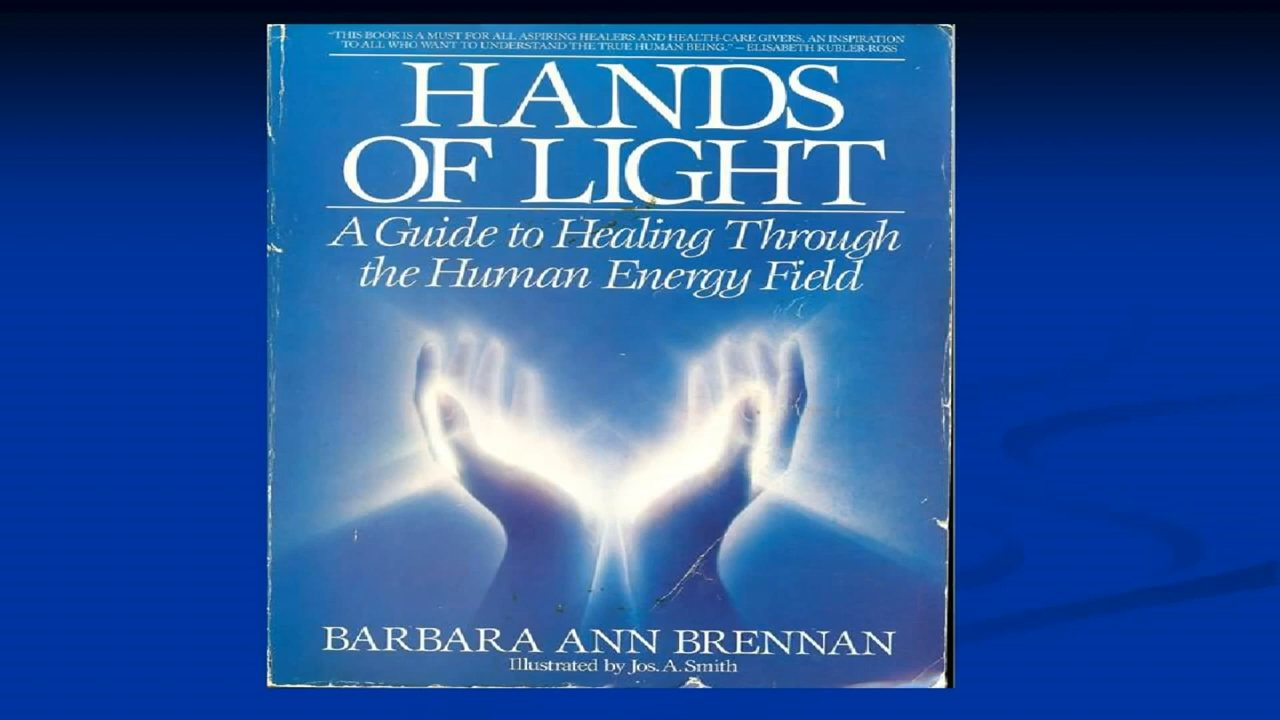 "THIS BOOK IS A MUST FOR ALL ASPIRING HEALERS AND HEALTH-CARE GIVERS, AN INSPIRATION
TO ALL WHO WANT TO UNDERSTAND THE TRUE HUMAN BEING." – ELISABETH KUBLER-ROSS
HANDS
OF LIGHT
A Guide to Healing Through
the Human Energy Field
BARBARA ANN BRENNAN
Illustrated by Jos. A. Smith